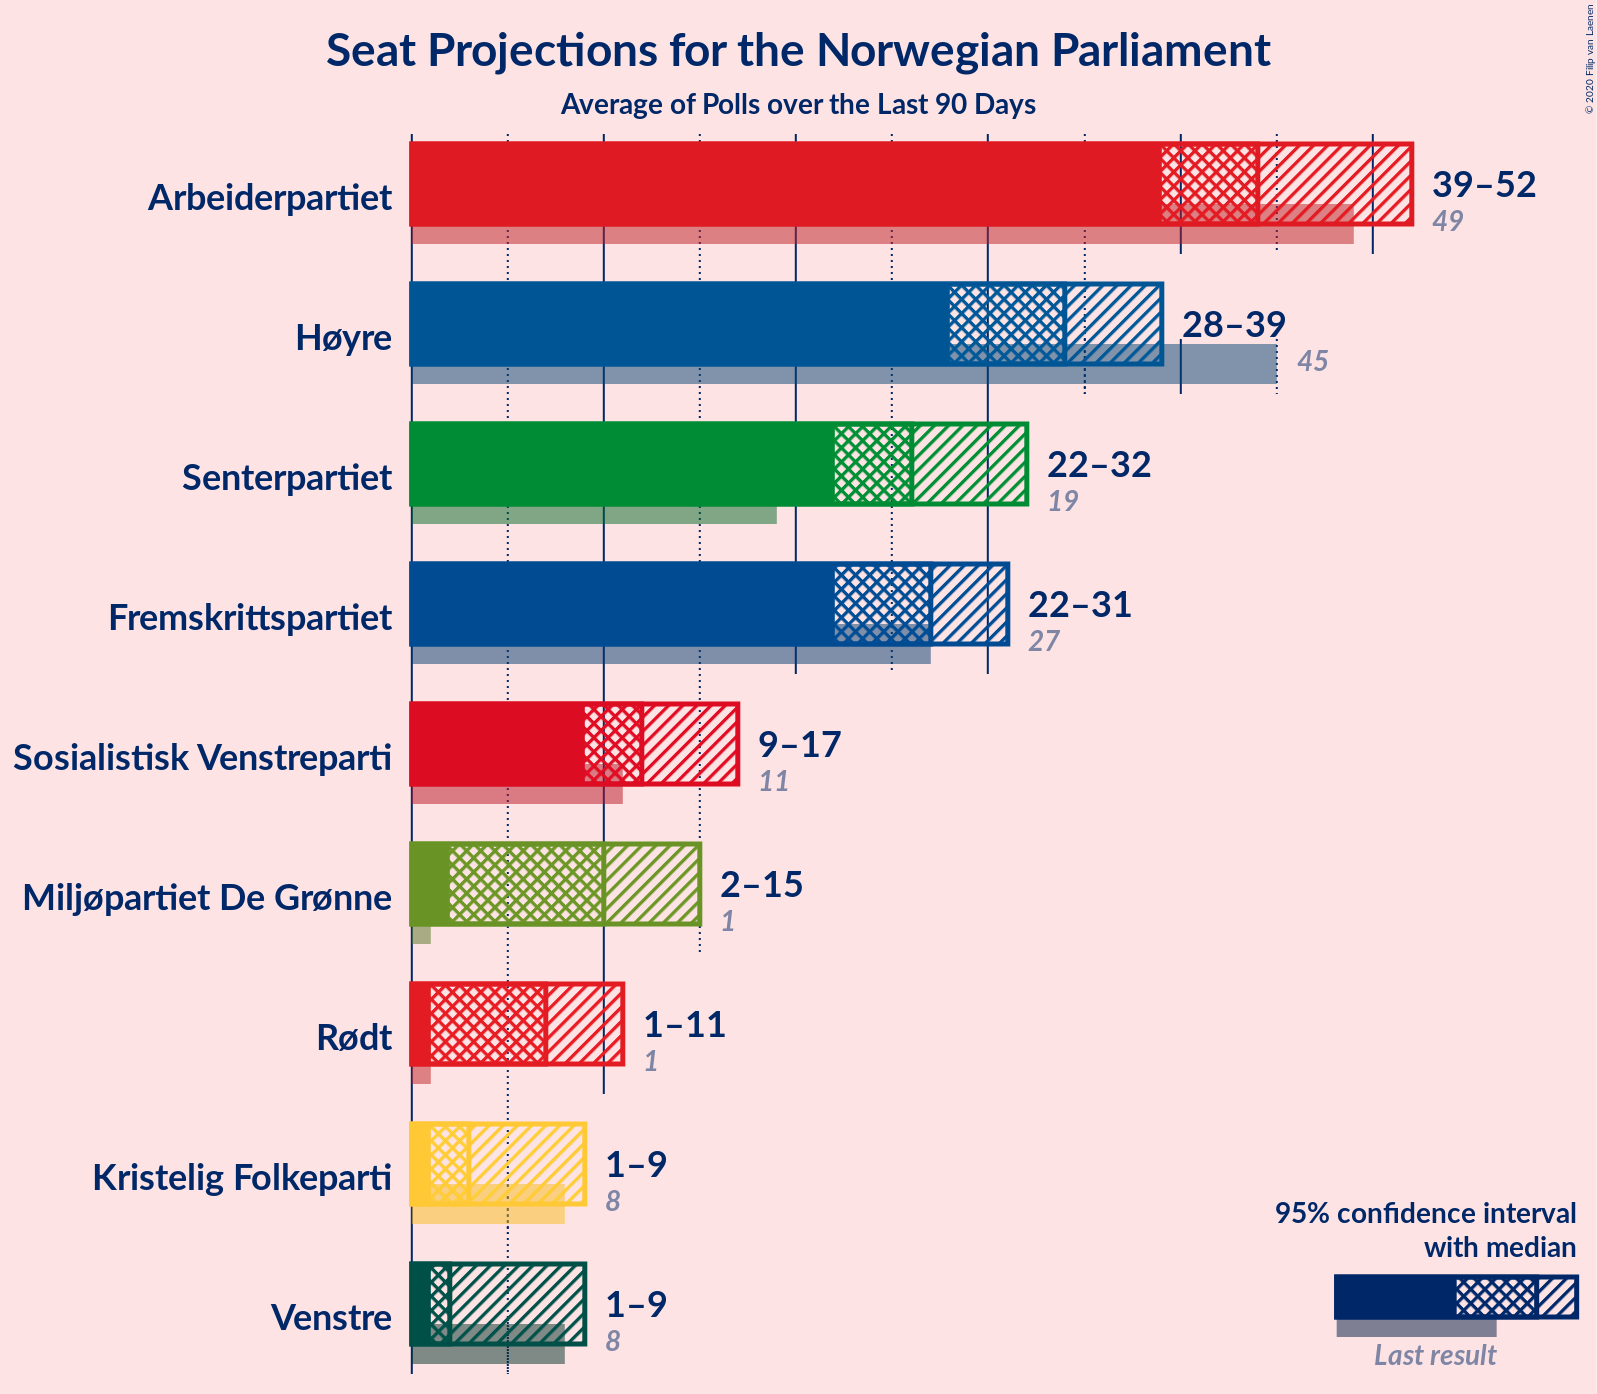 Seat Projections for the Norwegian Parliament
Average of Polls over the Last 90 Days
© 2020 Filip van Laenen
Arbeiderpartiet
39–52
49
Høyre
28–39
45
Senterpartiet
22–32
19
Fremskrittspartiet
22–31
27
Sosialistisk Venstreparti
9–17
11
Miljøpartiet De Grønne
2–15
1
Rødt
1–11
1
Kristelig Folkeparti
1–9
8
Venstre
1–9
8
95% confidence interval
with median
Last result